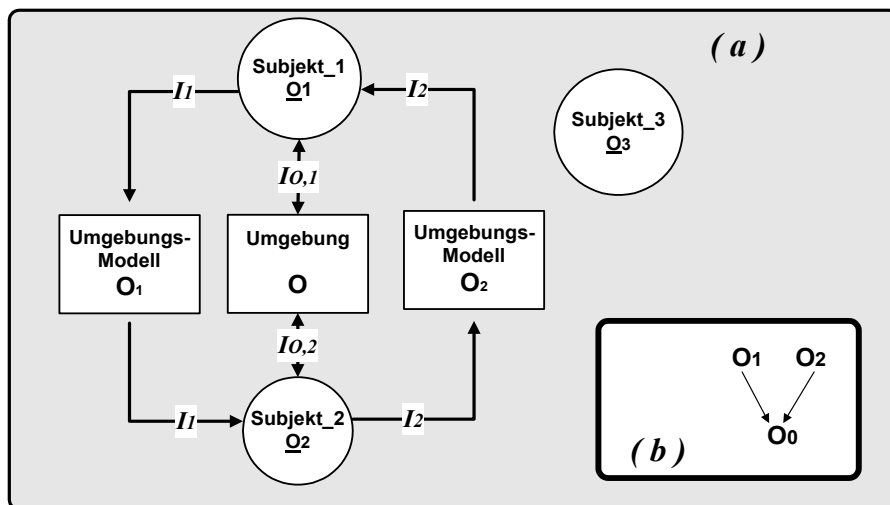 ( a )
Subjekt_1
O1
I1
I2
Subjekt_3
O3
IO,1
Umgebungs-
Modell
O1
Umgebung
O
Umgebungs-
Modell
O2
IO,2
I1
Subjekt_2
O2
I2
O1 O2
O0
( b )